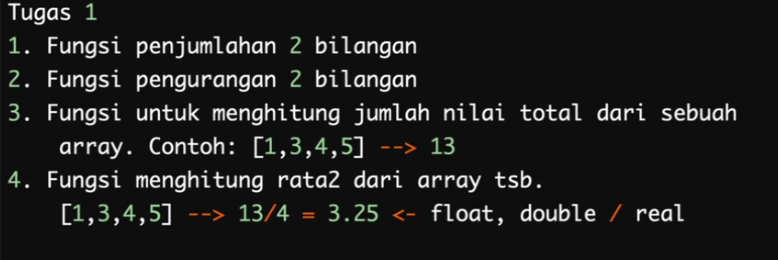 Tugas 1
1. Fungsi penjumlahan 2 bilangan
2. Fungsi pengurangan 2 bilangan
3. Fungsi untuk menghitung jumlah nilai total dari sebuah
array. Contoh: [1,3,4,5] --> 13
4. Fungsi menghitung rata2 dari array tsb.
[1,3,4,5] --> 13/4 = 3.25 <- float, double / real